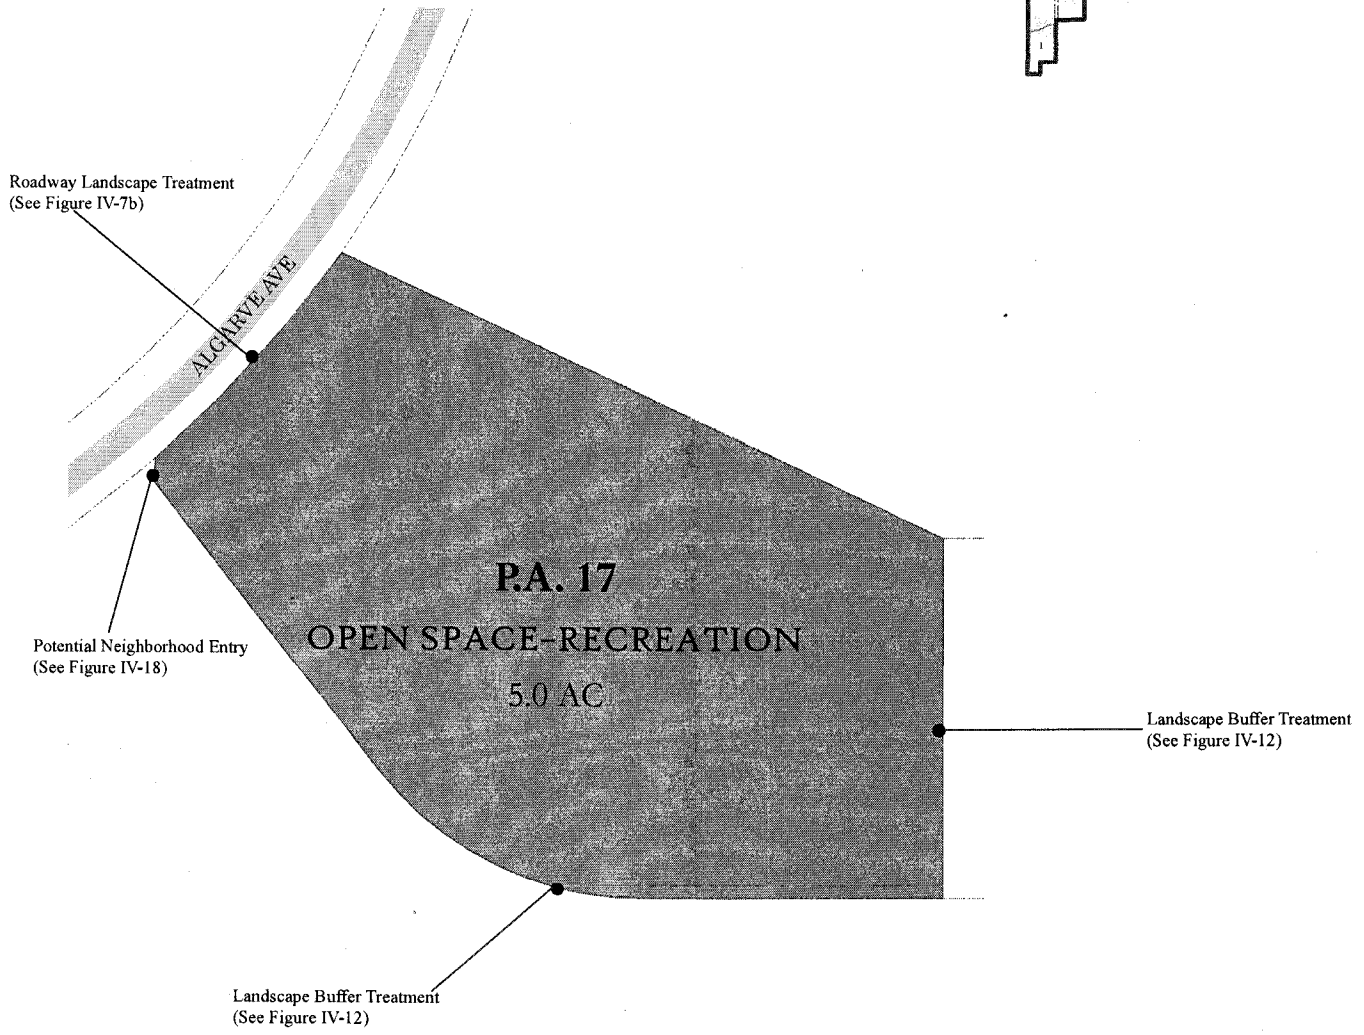 Roadway Landscape Treatment
(See Figure IV-7b)
ALGARVE AVE
P.A. 17
OPEN SPACE-RECREATION
5.0 AC
Potential Neighborhood Entry
(See Figure IV-18)
Landscape Buffer Treatment
(See Figure IV-12)
Landscape Buffer Treatment
(See Figure IV-12)